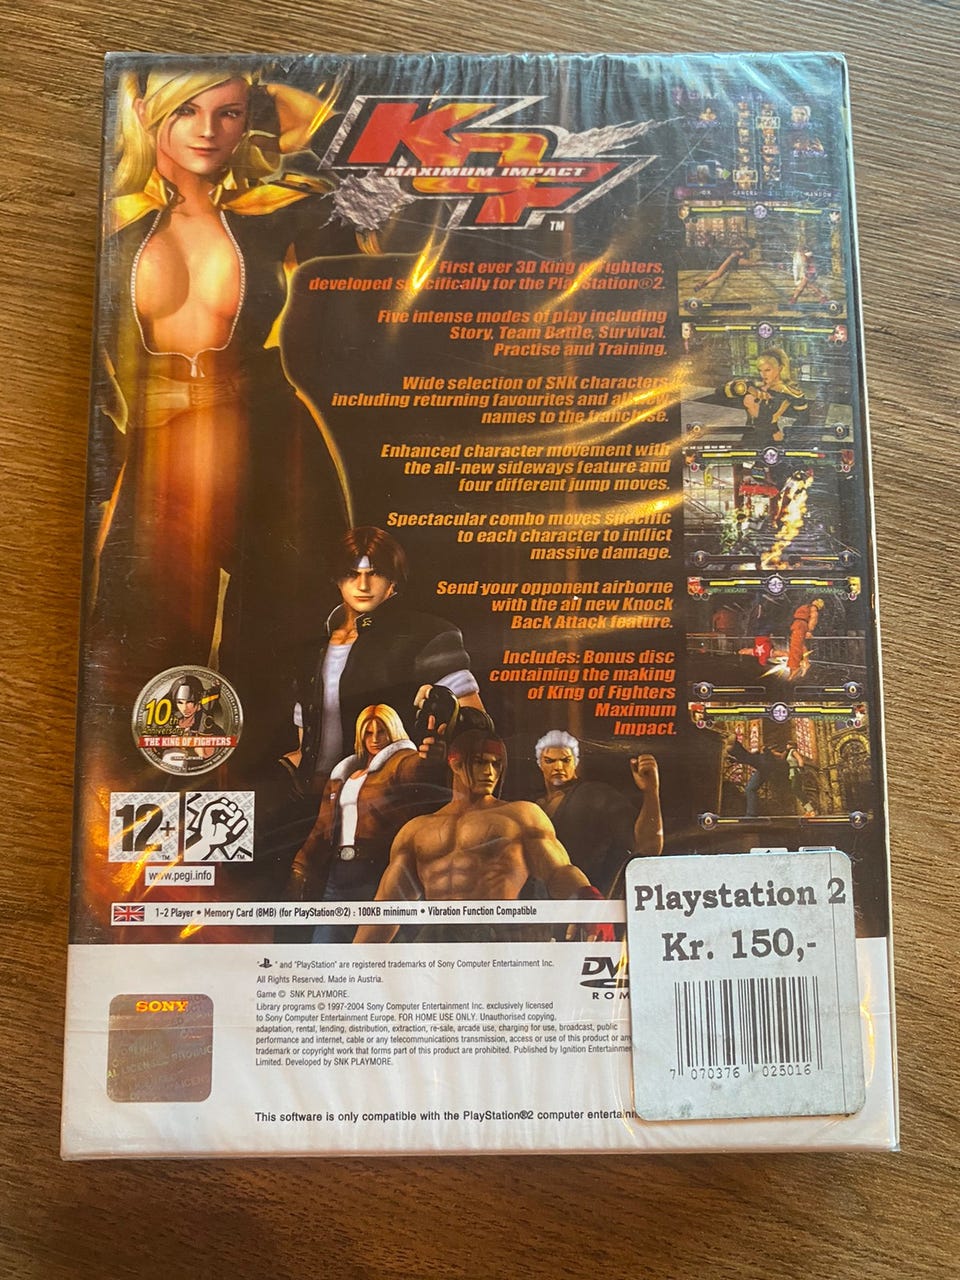 KOF
MAXIMUM IMPACT
TM
First ever 3D King of Fighters,
developed specifically for the PlayStation®2.
Five intense modes of play including
Story, Team Battle, Survival,
Practise and Training.
Wide selection of SNK characters
including returning favourites and all new
names to the franchise.
Enhanced character movement with
the all-new sideways feature and
four different jump moves.
Spectacular combo moves specific
to each character to inflict
massive damage.
Send your opponent airborne
with the all new Knock
Back Attack feature.
Includes: Bonus disc
containing the making
of King of Fighters
Maximum
Impact.
10th
Anniversary
THE KING OF FIGHTERS
12+
www.pegi.info
1-2 Player • Memory Card (8MB) (for PlayStation®2) : 100KB minimum • Vibration Function Compatible
Playstation 2
Kr. 150,-
7 070376 025016
" " and "PlayStation" are registered trademarks of Sony Computer Entertainment Inc.
All Rights Reserved. Made in Austria.
Game © SNK PLAYMORE.
Library programs © 1997-2004 Sony Computer Entertainment Inc. exclusively licensed
to Sony Computer Entertainment Europe. FOR HOME USE ONLY. Unauthorised copying,
adaptation, rental, lending, distribution, extraction, re-sale, arcade use, charging for use, broadcast, public
performance and internet, cable or any telecommunications transmission, access or use of this product or any
trademark or copyright work that forms part of this product are prohibited. Published by Ignition
Limited. Developed by SNK PLAYMORE.
ROM
SONY
This software is only compatible with the PlayStation®2 computer